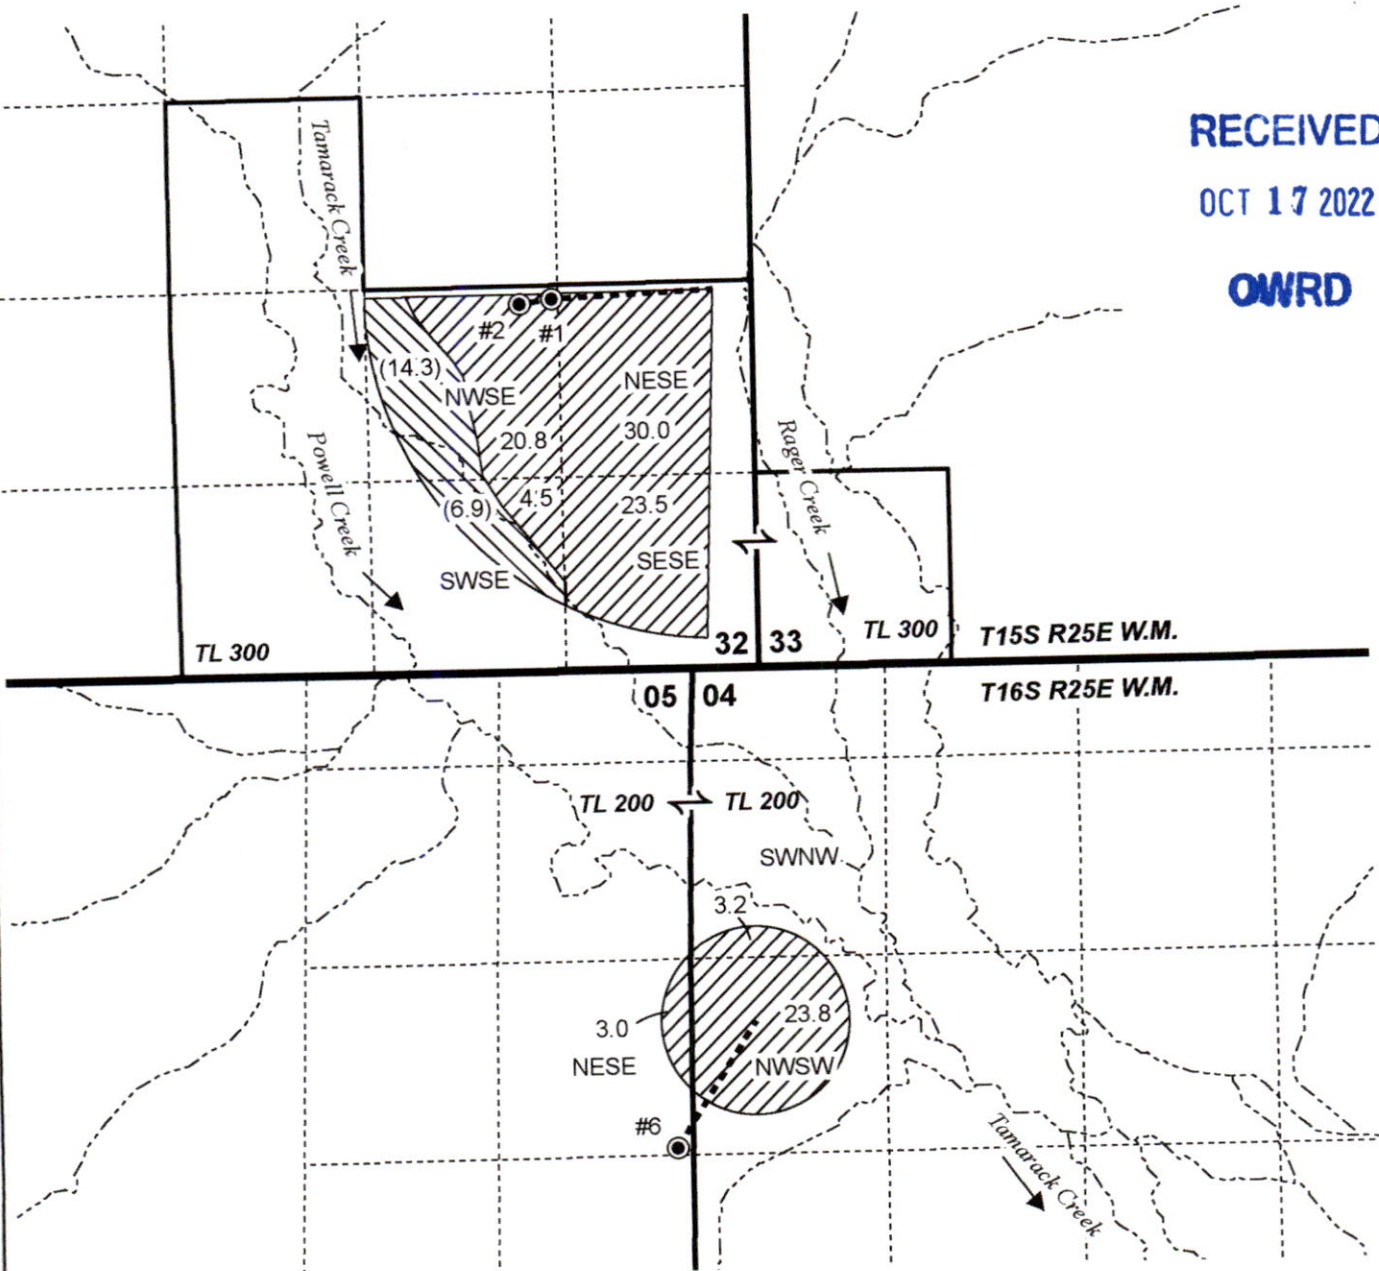 RECEIVED
OCT 17 2022
OWRD
Tamarack Creek
#2 #1
(14.3)
NWSE
NESE
20.8
30.0
Rager Creek
Powell Creek
(6.9)
4.5
23.5
SWSE
SESE
TL 300
32 33
TL 300
T15S R25E W.M.
05 04
T16S R25E W.M.
TL 200
TL 200
SWNW
3.2
3.0
23.8
NESE
NWSW
#6
Tamarack Creek